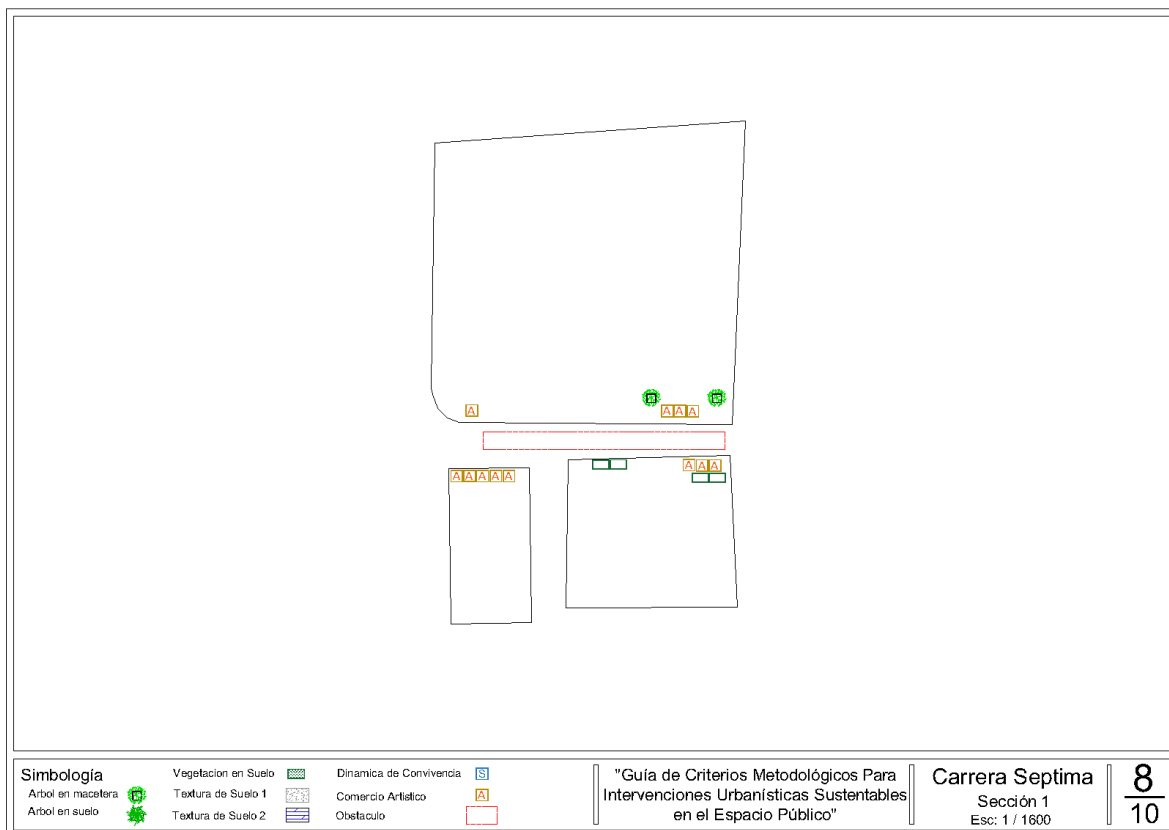 A
A A A
A A A
A A A A A
Simbología
Arbol en macetera
Arbol en suelo
Vegetacion en Suelo
Textura de Suelo 1
Textura de Suelo 2
Dinamica de Convivencia S
Comercio Artistico A
Obstaculo
"Guía de Criterios Metodológicos Para
Intervenciones Urbanísticas Sustentables
en el Espacio Público"
Carrera Septima
Sección 1
Esc: 1 / 1600
8
10